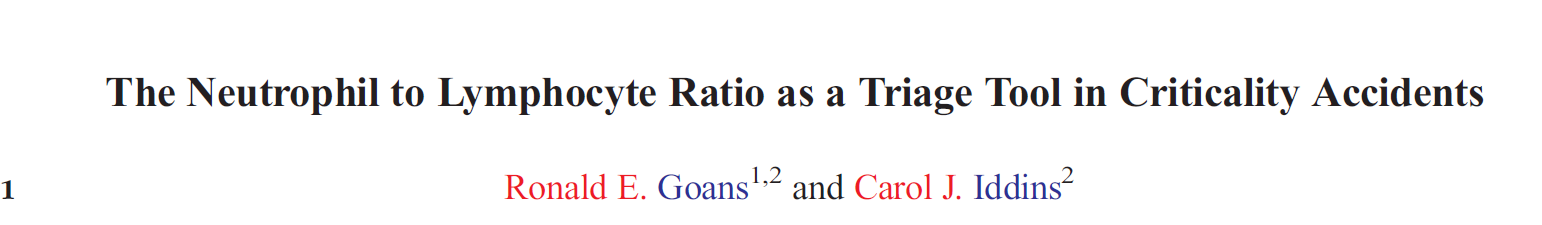 The Neutrophil to Lymphocyte Ratio as a Triage Tool in Criticality Accidents
1 Ronald E. Goans1,2 and Carol J. Iddins2